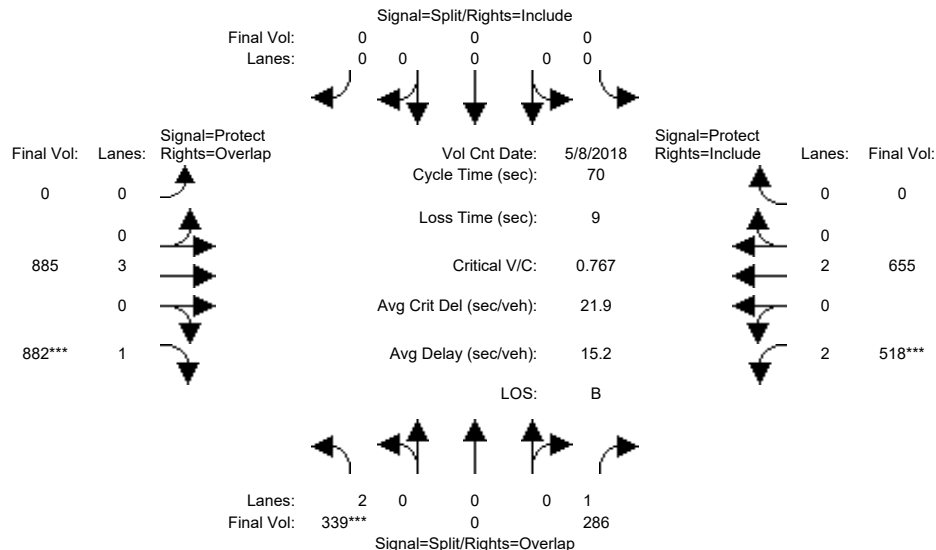 Signal=Split/Rights=Include
Final Vol: 0 0 0
Lanes: 0 0 0 0 0
Signal=Protect
Final Vol: Lanes: Rights=Overlap
Vol Cnt Date: 5/8/2018
Cycle Time (sec): 70
Signal=Protect
Rights=Include Lanes: Final Vol:
0 0
0 0
Loss Time (sec): 9
0
0
885 3
Critical V/C: 0.767
2 655
0
Avg Crit Del (sec/veh): 21.9
0
882*** 1
Avg Delay (sec/veh): 15.2
2 518***
LOS: B
Lanes: 2 0 0 0 1
Final Vol: 339*** 0 286
Signal=Split/Rights=Overlap